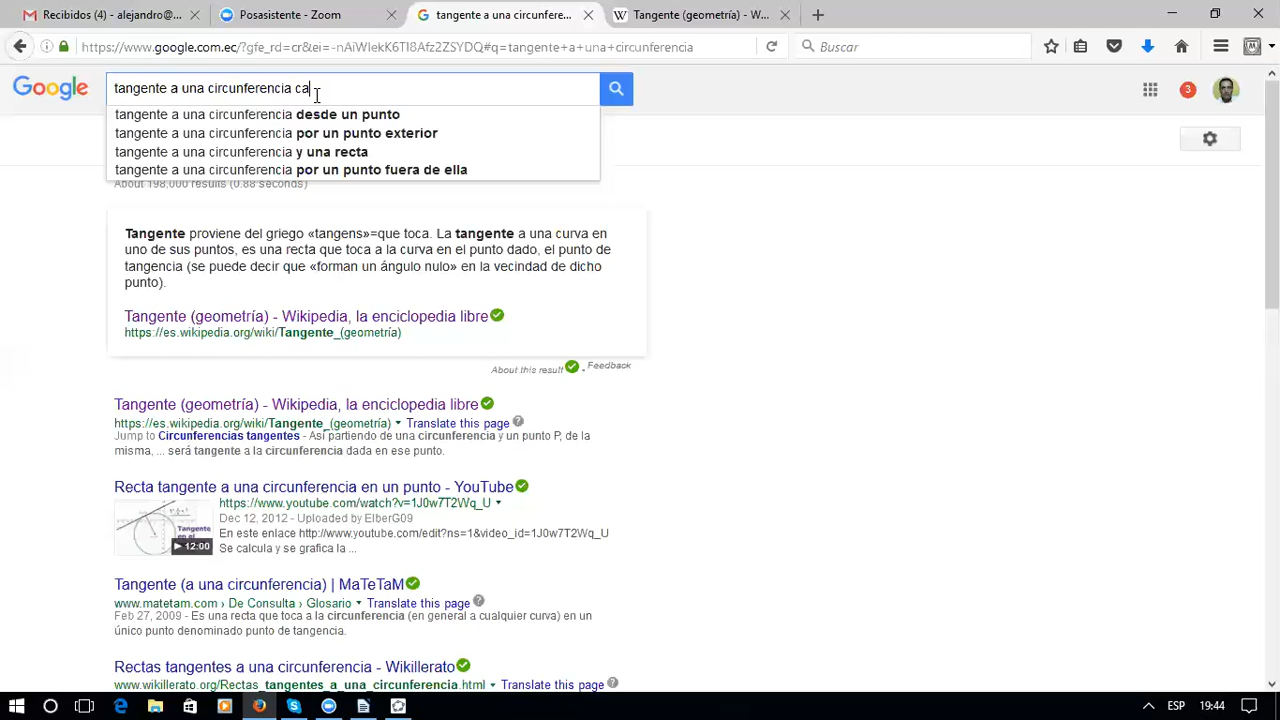 Recibidos (4) - alejandro@...
Posasistente - Zoom
tangente a una circunfere...
Tangente (geometría) - W...
https://www.google.com.ec/?gfe_rd=cr&ei=-nAiWIekK6TI8Afz2ZSYDQ#q=tangente+a+una+circunferencia
Buscar
Google
tangente a una circunferencia ca
3
tangente a una circunferencia desde un punto
tangente a una circunferencia por un punto exterior
tangente a una circunferencia y una recta
tangente a una circunferencia por un punto fuera de ella
About 198,000 results (0.88 seconds)
Tangente proviene del griego «tangens»=que toca. La tangente a una curva en
uno de sus puntos, es una recta que toca a la curva en el punto dado, el punto de
tangencia (se puede decir que «forman un ángulo nulo» en la vecindad de dicho
punto).
Tangente (geometría) - Wikipedia, la enciclopedia libre
https://es.wikipedia.org/wiki/Tangente_(geometría)
About this result • Feedback
Tangente (geometría) - Wikipedia, la enciclopedia libre
https://es.wikipedia.org/wiki/Tangente_(geometría) ▾ Translate this page ?
Jump to Circunferencias tangentes - Así partiendo de una circunferencia y un punto P, de la
misma, ... será tangente a la circunferencia dada en ese punto.
Recta tangente a una circunferencia en un punto - YouTube
https://www.youtube.com/watch?v=1J0w7T2Wq_U ▾
Dec 12, 2012 - Uploaded by ElberG09
En este enlace http://www.youtube.com/edit?ns=1&video_id=1J0w7T2Wq_U
Se calcula y se grafica la ...
▶ 12:00
Tangente (a una circunferencia) | MaTeTaM
www.matetam.com › De Consulta › Glosario ▾ Translate this page ?
Feb 27, 2009 - Es una recta que toca a la circunferencia (en general a cualquier curva) en un
único punto denominado punto de tangencia.
Rectas tangentes a una circunferencia - Wikillerato
www.wikillerato.org/Rectas_tangentes_a_una_circunferencia.html ▾ Translate this page ?
ESP
19:44